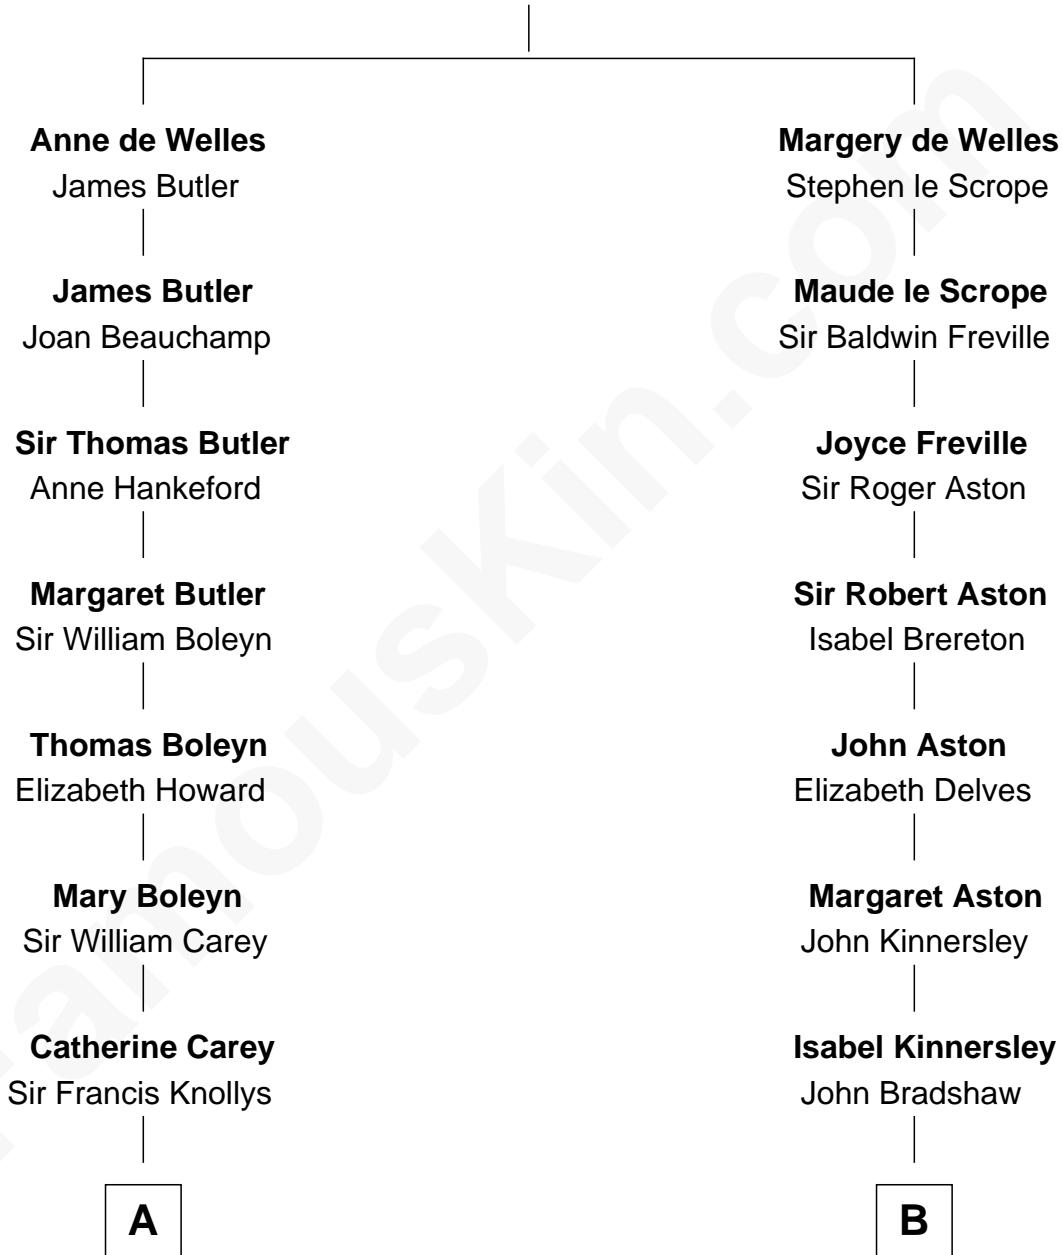 Anne de Welles
James Butler
James Butler
Joan Beauchamp
Sir Thomas Butler
Anne Hankeford
Margaret Butler
Sir William Boleyn
Thomas Boleyn
Elizabeth Howard
Mary Boleyn
Sir William Carey
Catherine Carey
Sir Francis Knollys
A
Margery de Welles
Stephen le Scrope
Maude le Scrope
Sir Baldwin Freville
Joyce Freville
Sir Roger Aston
Sir Robert Aston
Isabel Brereton
John Aston
Elizabeth Delves
Margaret Aston
John Kinnersley
Isabel Kinnersley
John Bradshaw
B
FamousKin.com